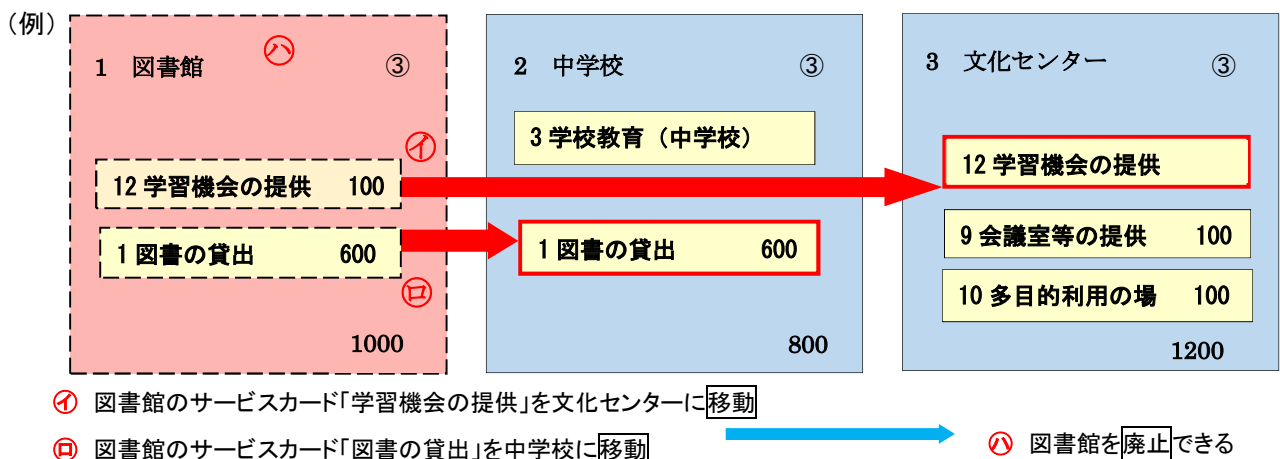 (例)
1 図書館 ㋩ ③
12 学習機会の提供 100 ㋑
1 図書の貸出 600 ㋺
1000
2 中学校 ③
3 学校教育（中学校）
1 図書の貸出 600
800
3 文化センター ③
12 学習機会の提供
9 会議室等の提供 100
10 多目的利用の場 100
1200
㋑ 図書館のサービスカード「学習機会の提供」を文化センターに移動
㋺ 図書館のサービスカード「図書の貸出」を中学校に移動
㋩ 図書館を廃止できる